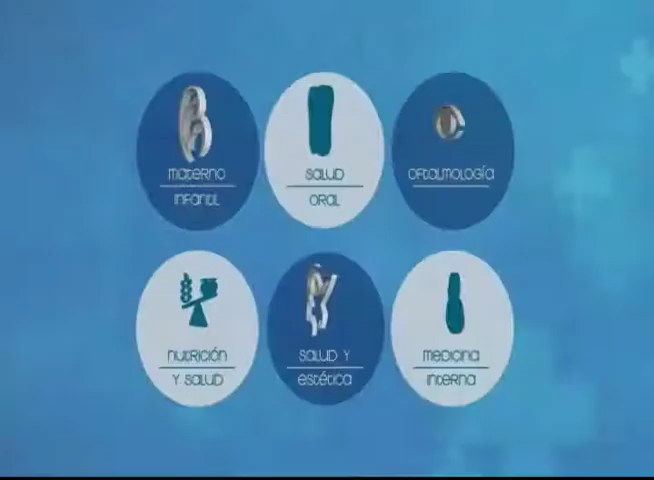 materno
infantil
salud
oral
oftalmología
nutrición
y salud
salud y
estética
medicina
interna